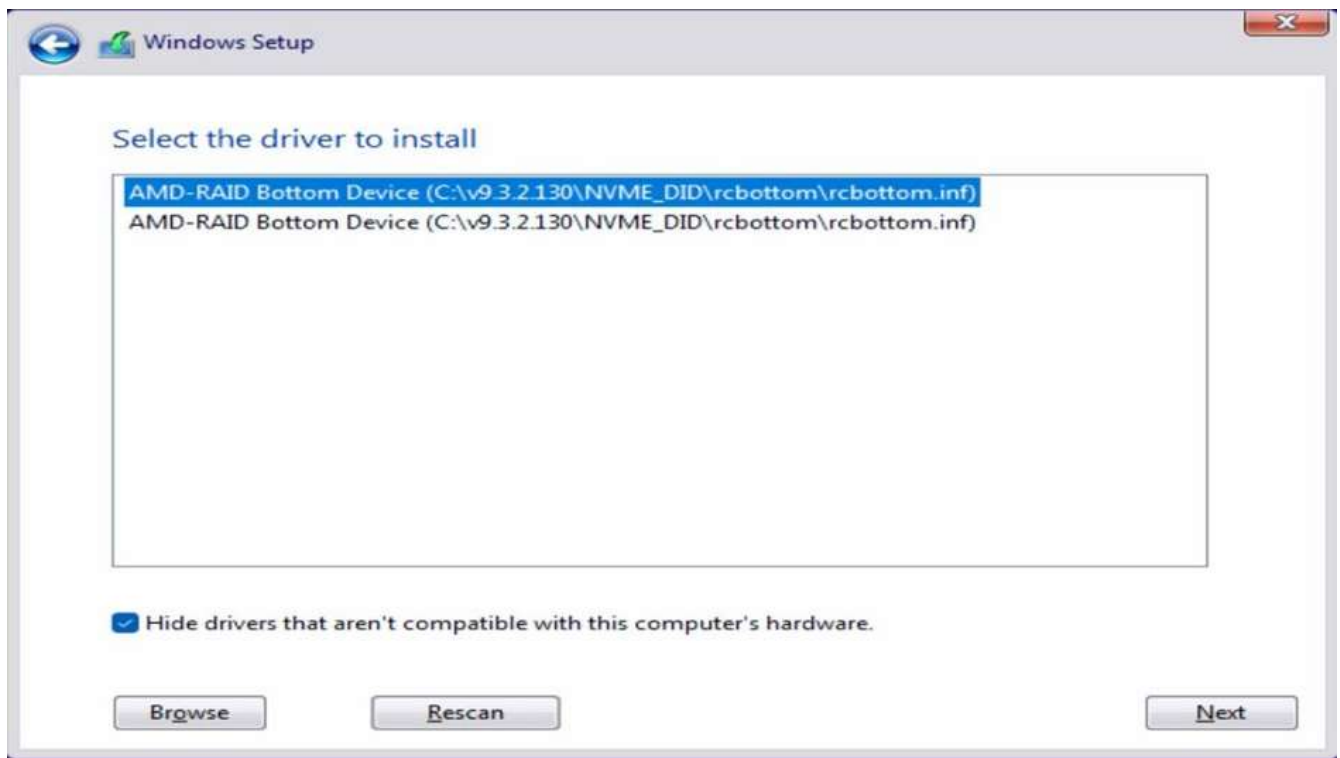 Windows Setup
Select the driver to install
AMD-RAID Bottom Device (C:\v9.3.2.130\NVME_DID\rcbottom\rcbottom.inf)
AMD-RAID Bottom Device (C:\v9.3.2.130\NVME_DID\rcbottom\rcbottom.inf)
Hide drivers that aren't compatible with this computer's hardware.
Browse Rescan Next